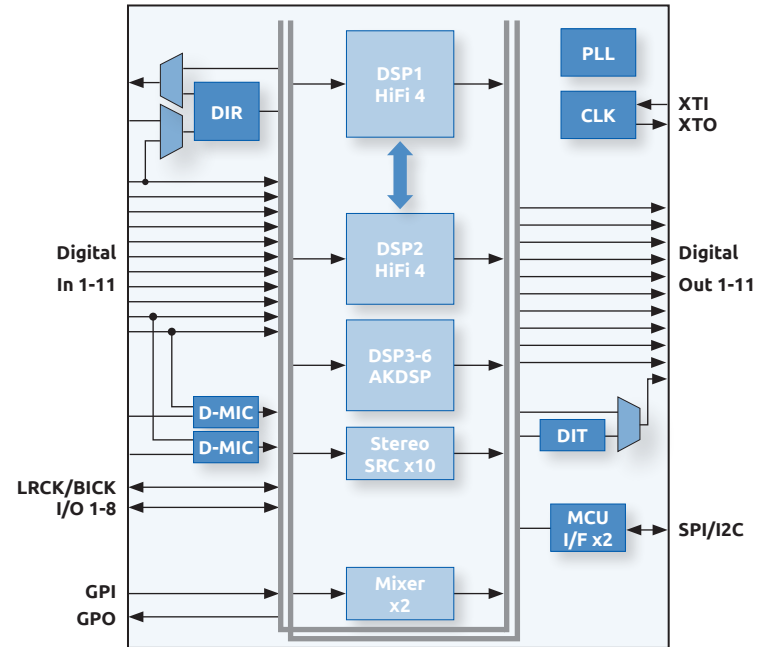 DIR
Digital
In 1-11
D-MIC
D-MIC
LRCK/BICK
I/O 1-8
GPI
GPO
DSP1
HiFi 4
DSP2
HiFi 4
DSP3-6
AKDSP
Stereo
SRC x10
Mixer
x2
PLL
CLK
XTI
XTO
Digital
Out 1-11
DIT
MCU
I/F x2
SPI/I2C